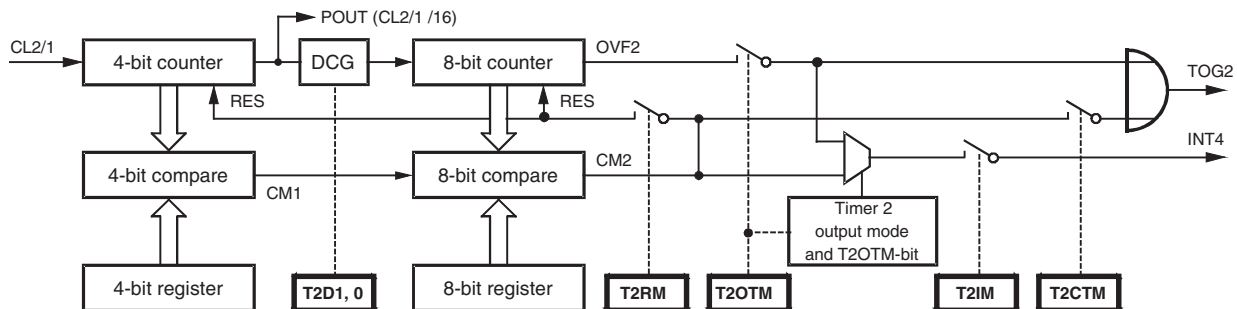 POUT (CL2/1 /16)
CL2/1
4-bit counter
DCG
8-bit counter
OVF2
TOG2
RES
RES
4-bit compare
CM1
8-bit compare
CM2
INT4
Timer 2
output mode
and T2OTM-bit
4-bit register
T2D1, 0
8-bit register
T2RM
T2OTM
T2IM
T2CTM